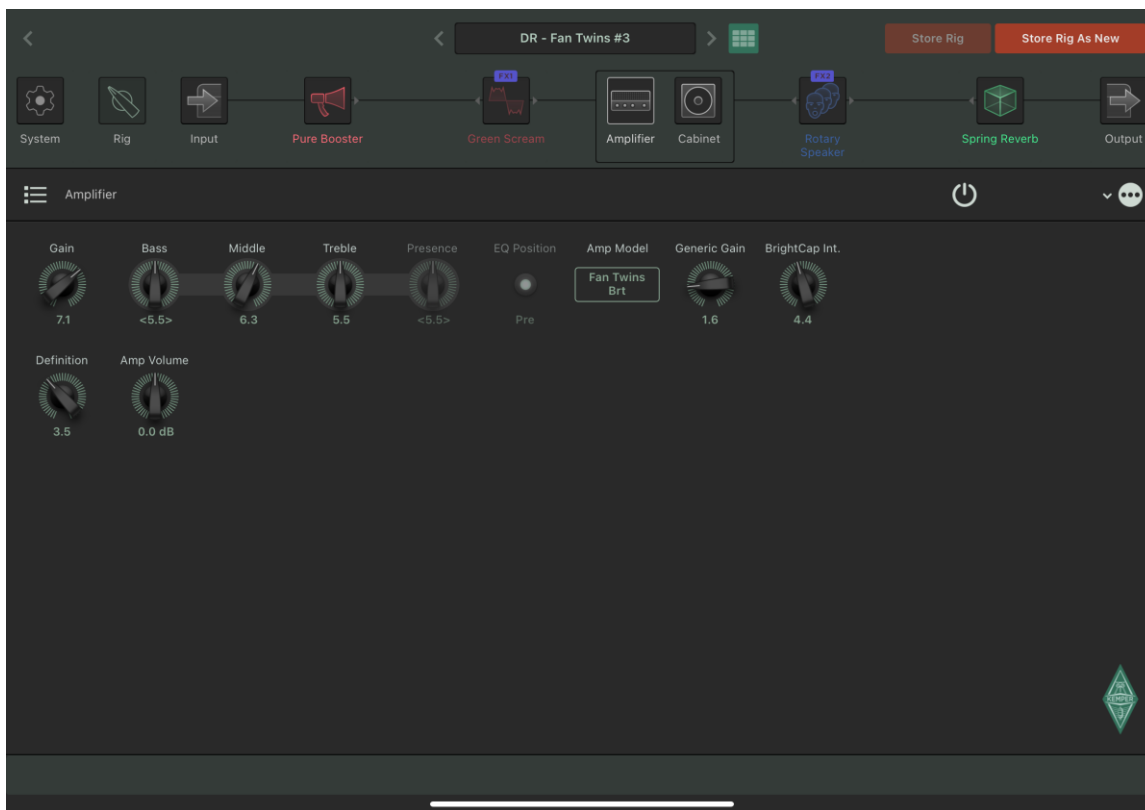 DR - Fan Twins #3
Store Rig
Store Rig As New
FX1
FX2
System
Rig
Input
Pure Booster
Green Scream
Amplifier
Cabinet
Rotary
Speaker
Spring Reverb
Output
Amplifier
Gain
Bass
Middle
Treble
Presence
EQ Position
Amp Model
Generic Gain
BrightCap Int.
Fan Twins
Brt
7.1
<5.5>
6.3
5.5
<5.5>
Pre
1.6
4.4
Definition
Amp Volume
3.5
0.0 dB
KEMPER